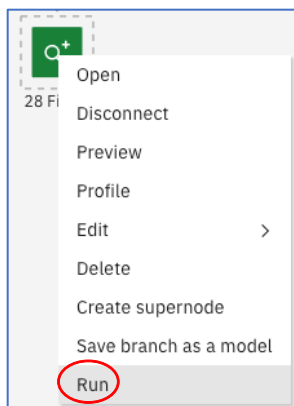 28 Fi
Open
Disconnect
Preview
Profile
Edit
Delete
Create supernode
Save branch as a model
Run